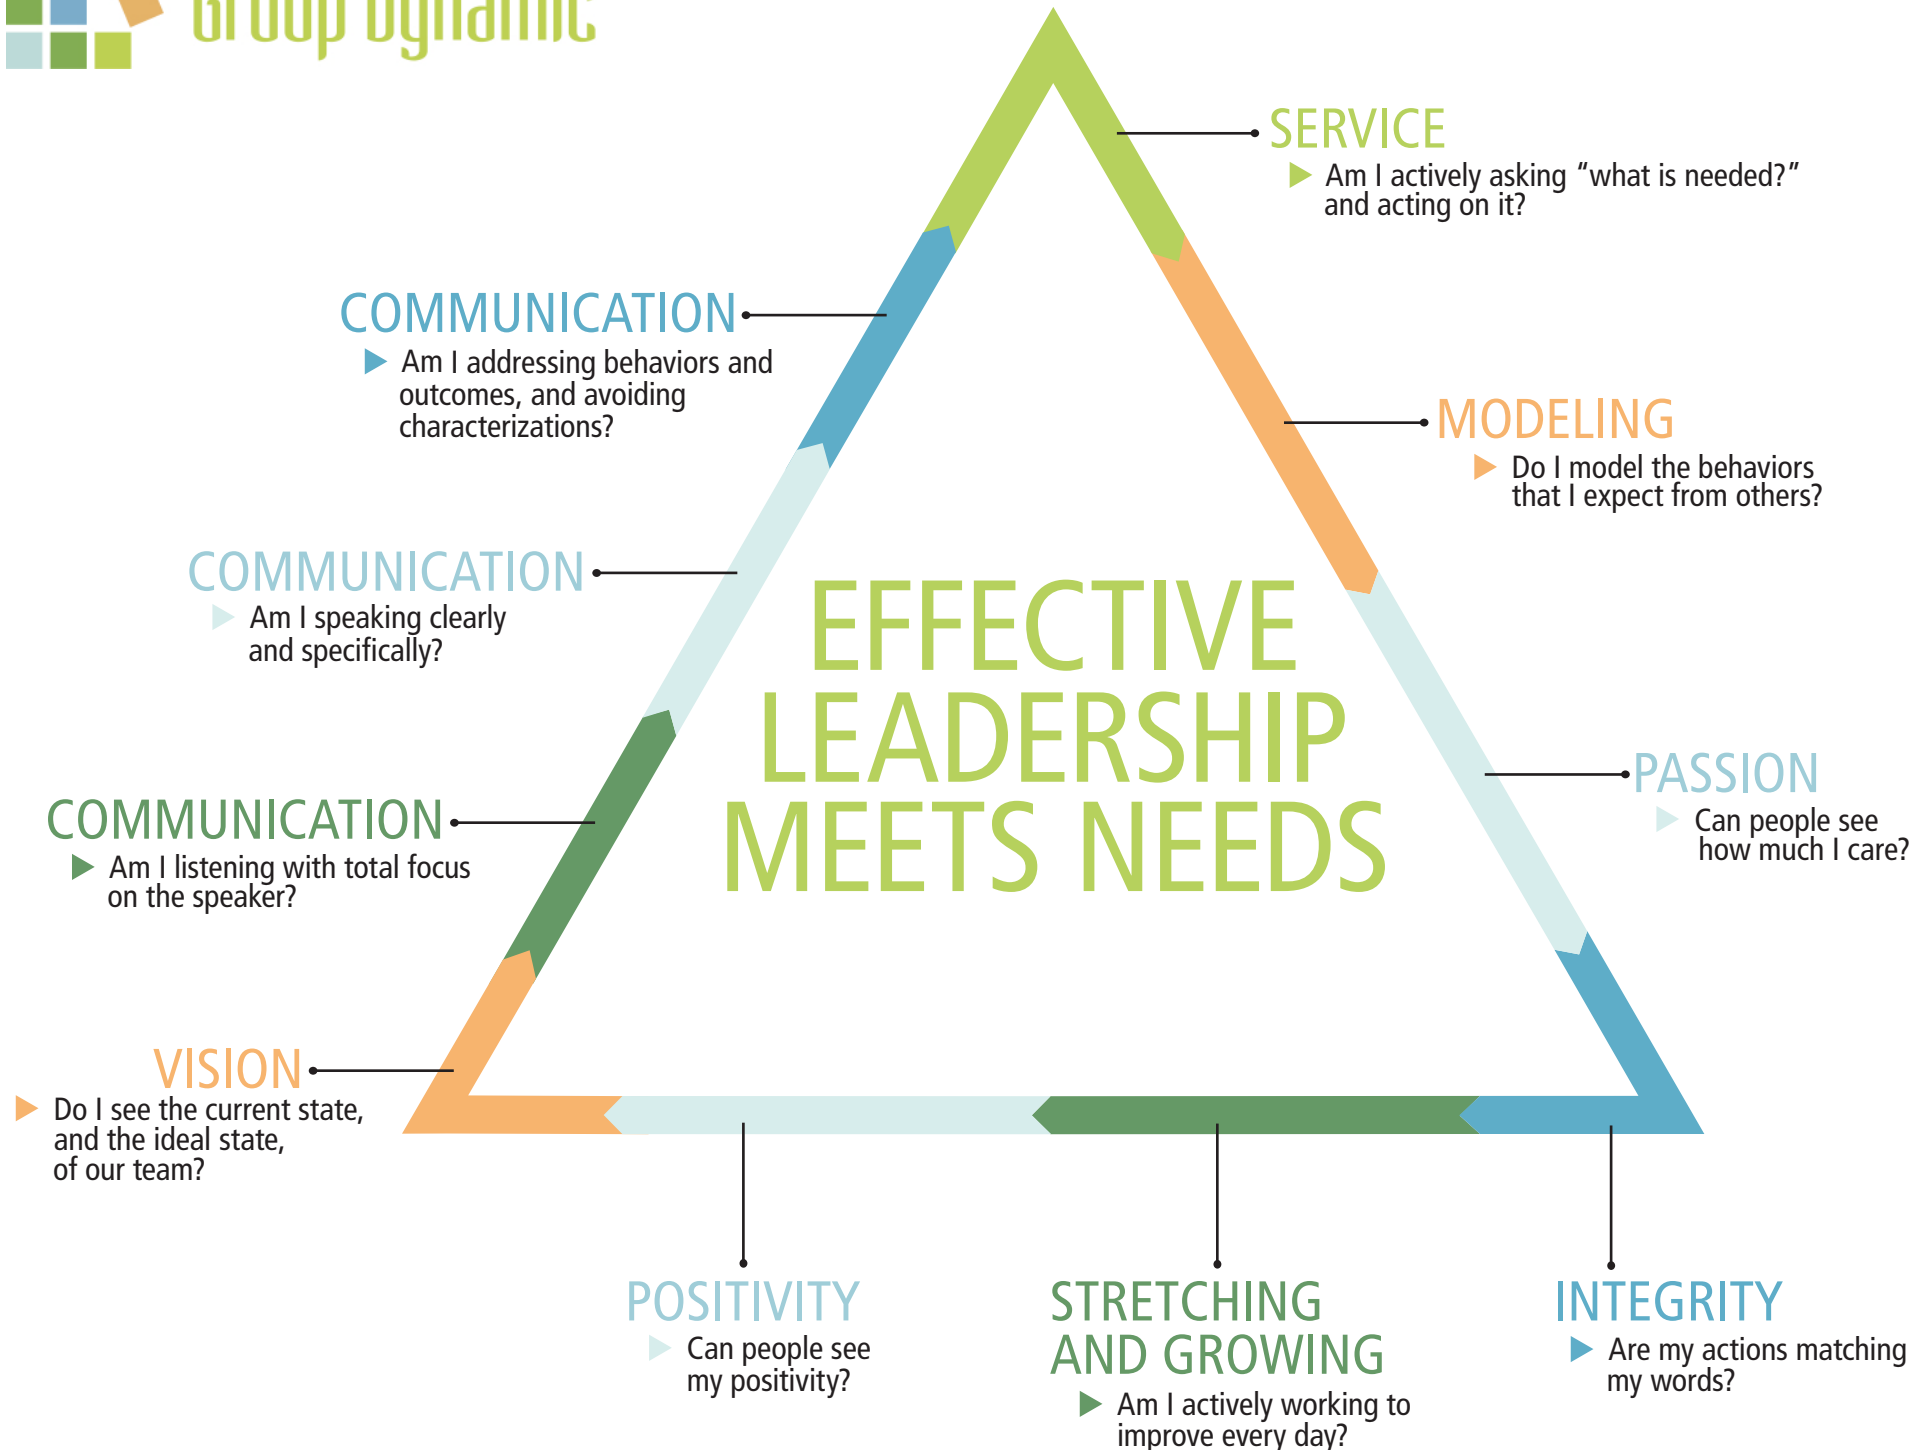 Group Dynamic
SERVICE
Am I actively asking “what is needed?”
and acting on it?
COMMUNICATION
Am I addressing behaviors and
outcomes, and avoiding
characterizations?
MODELING
Do I model the behaviors
that I expect from others?
COMMUNICATION
Am I speaking clearly
and specifically?
EFFECTIVE
LEADERSHIP
MEETS NEEDS
PASSION
Can people see
how much I care?
COMMUNICATION
Am I listening with total focus
on the speaker?
VISION
Do I see the current state,
and the ideal state,
of our team?
POSITIVITY
Can people see
my positivity?
STRETCHING
AND GROWING
Am I actively working to
improve every day?
INTEGRITY
Are my actions matching
my words?